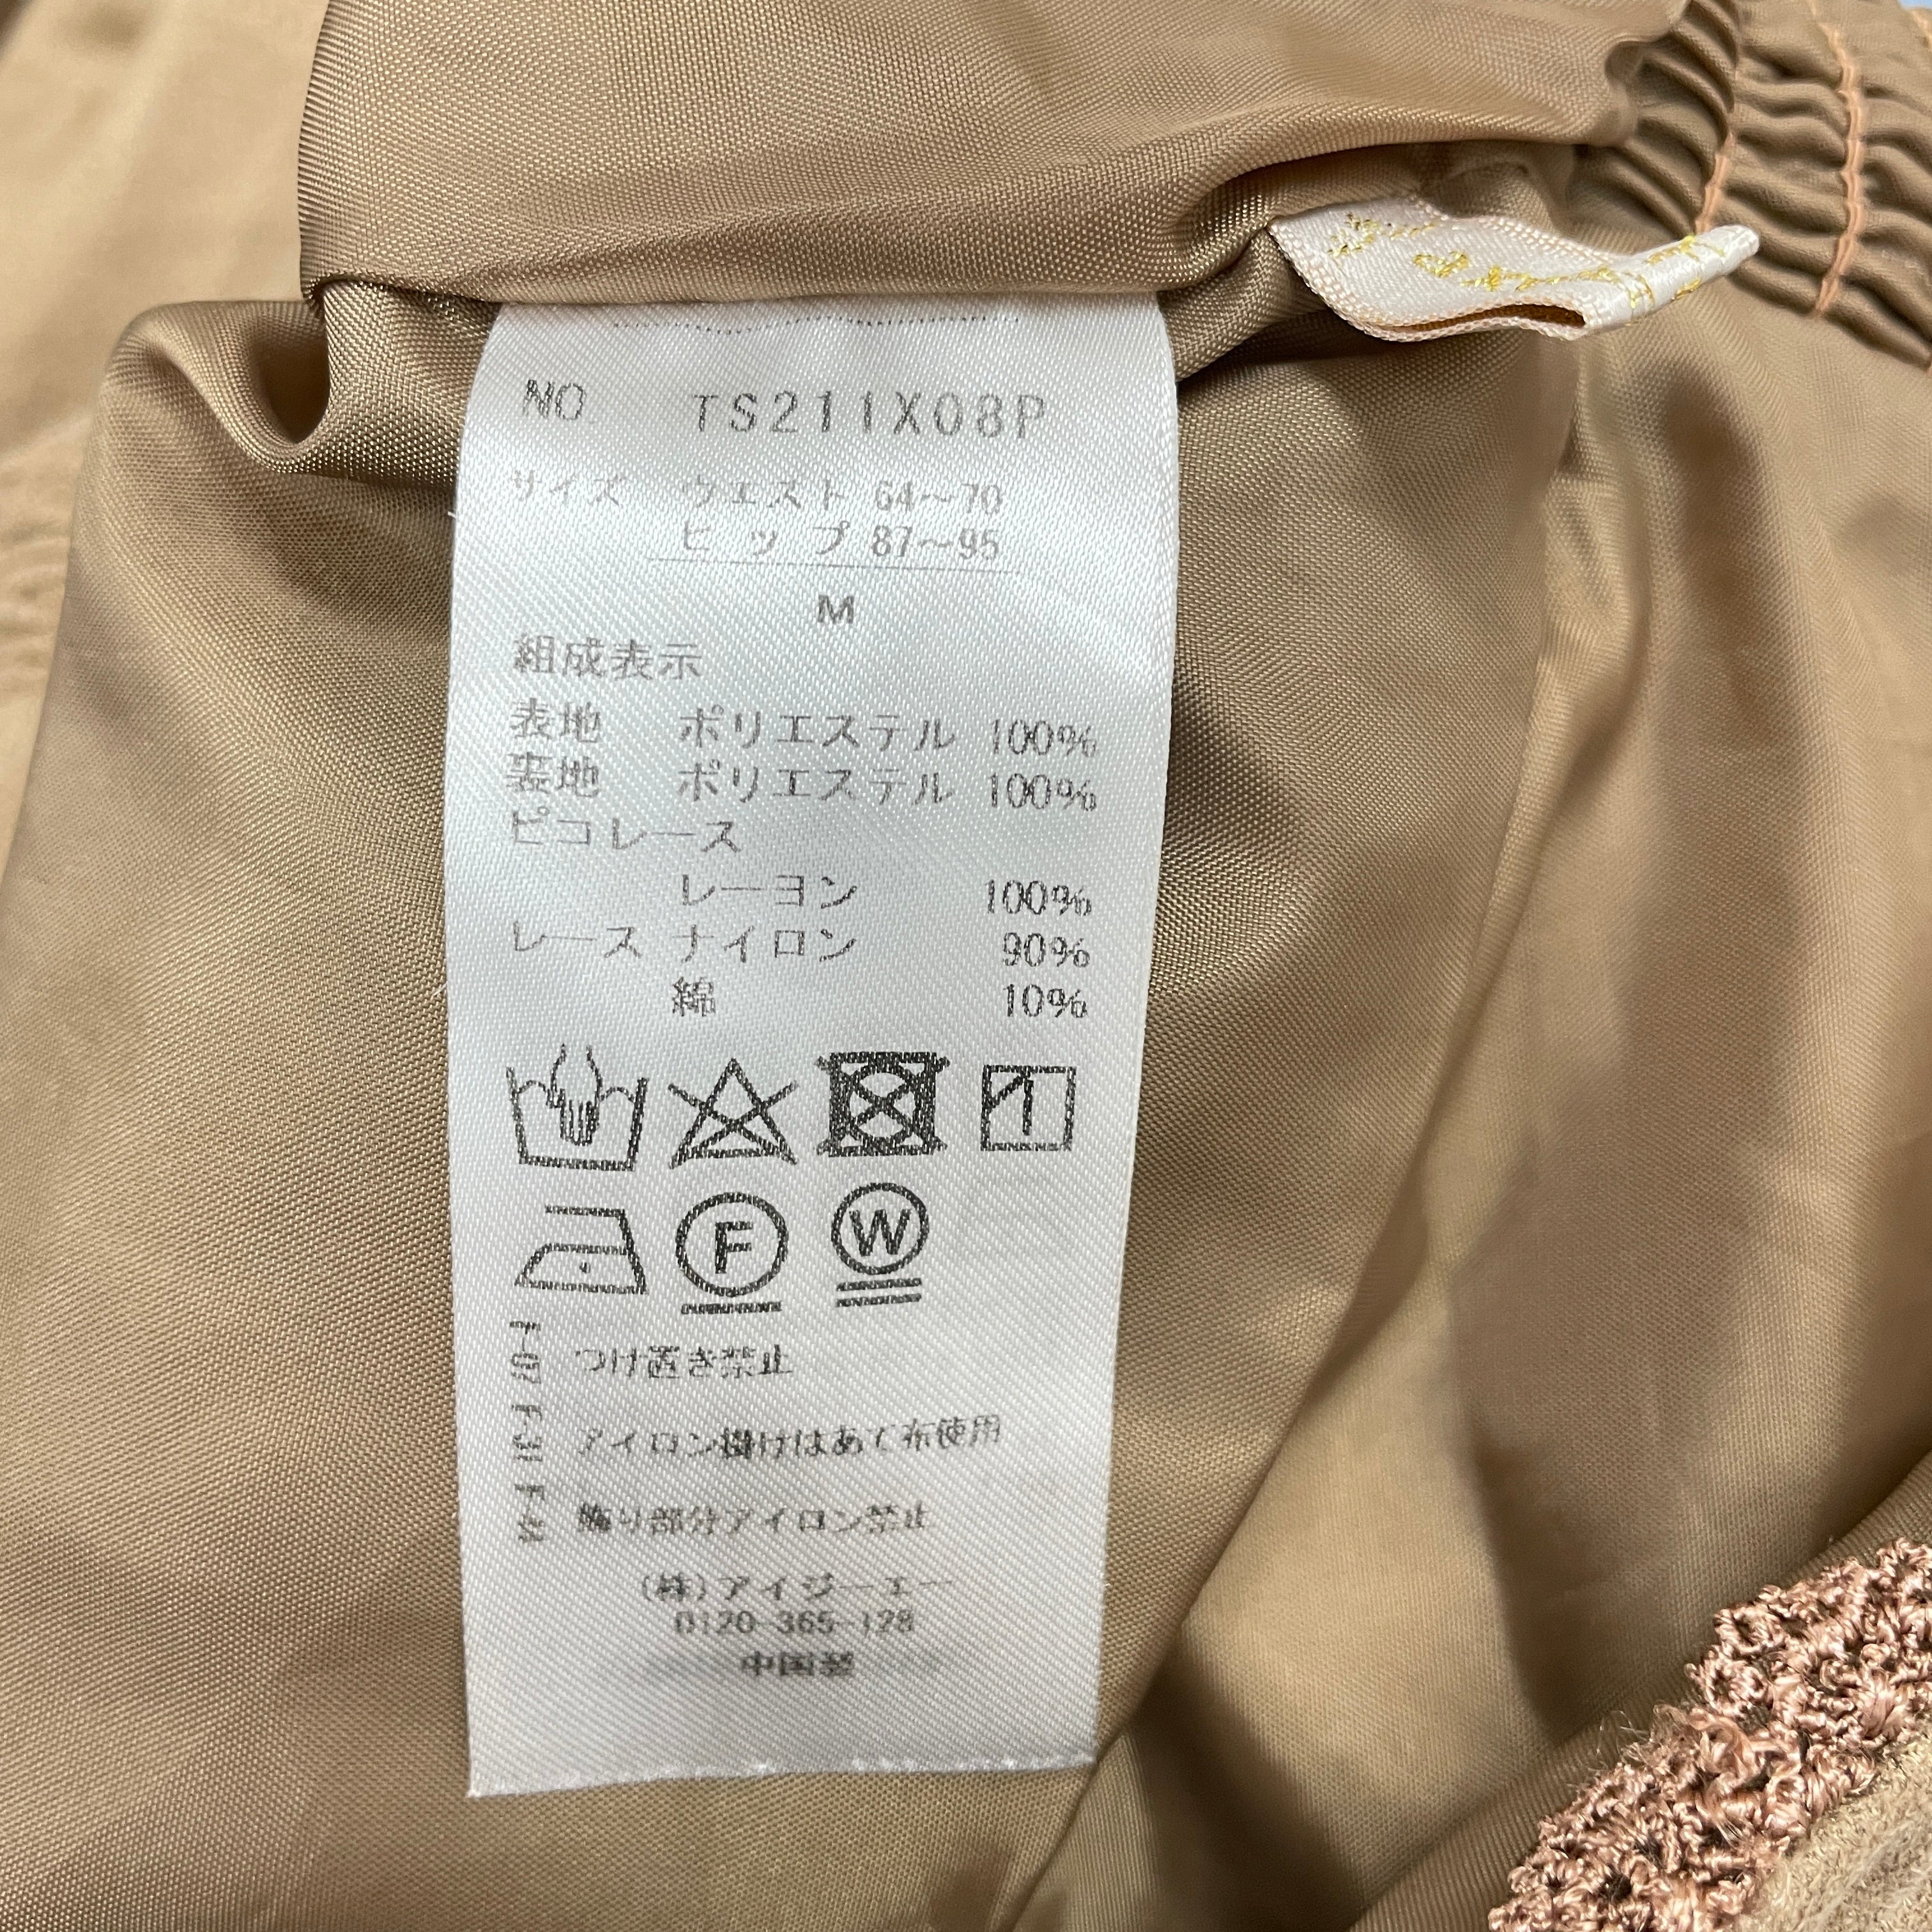 NO. TS211X08P
サイズ ウエスト 64～70
ヒップ 87～95
M
組成表示
表地 ポリエステル 100%
裏地 ポリエステル 100%
ピコレース
レーヨン 100%
レース ナイロン 90%
綿 10%
F
W
つけ置き禁止
アイロン掛けはあて布使用
飾り部分アイロン禁止
(株)アイジーエー
0120-365-128
中国製